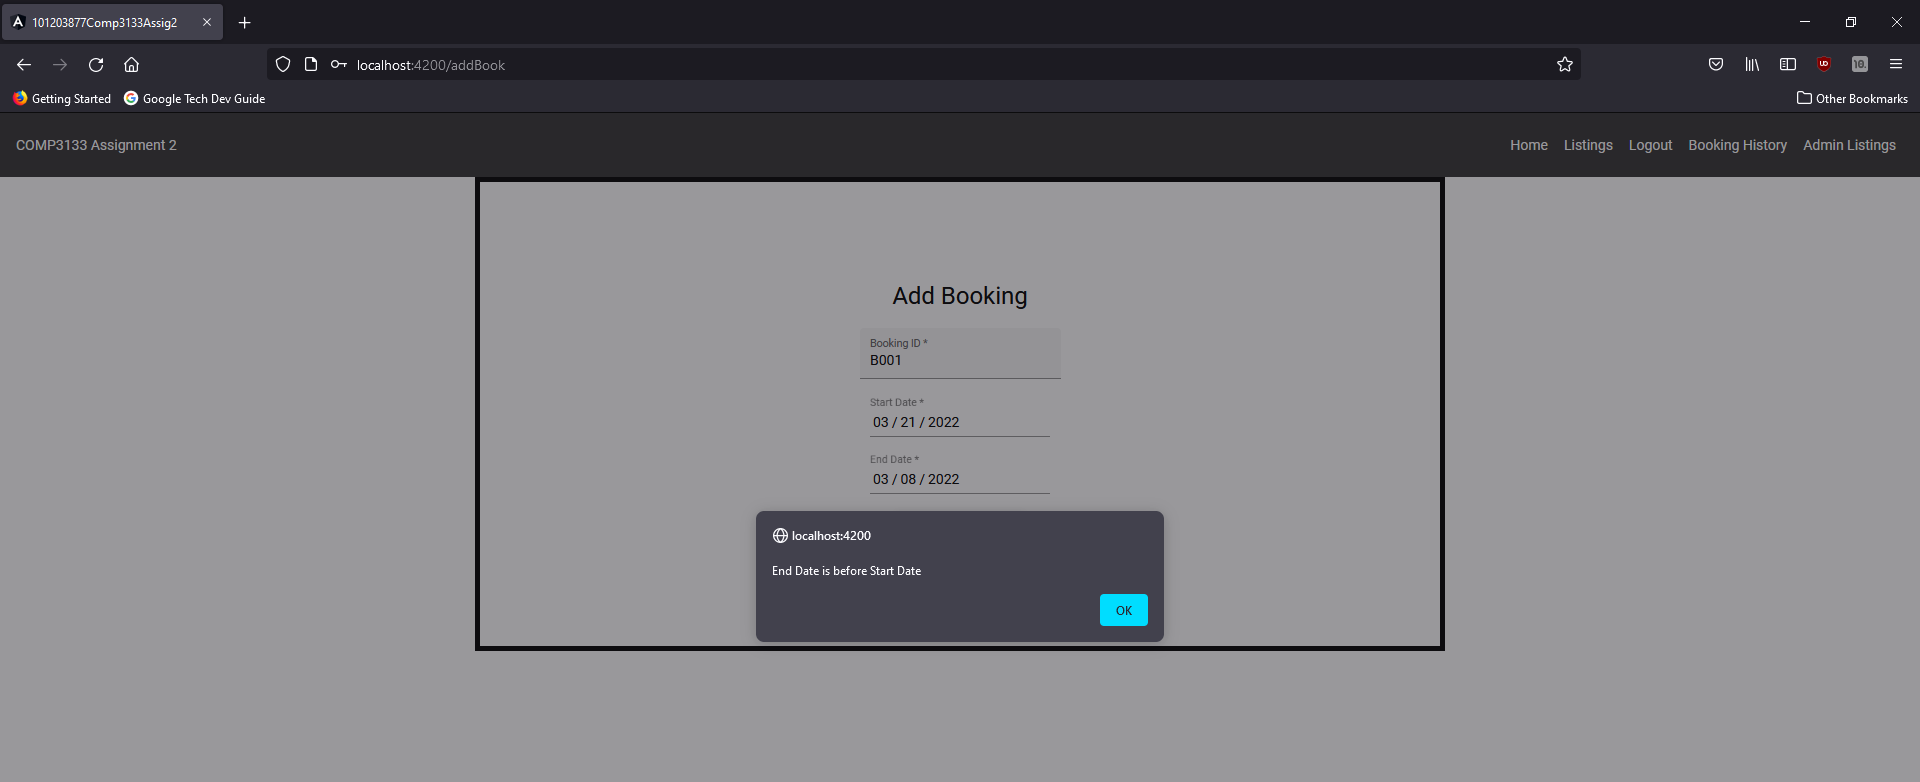 101203877Comp3133Assig2
localhost:4200/addBook
Getting Started Google Tech Dev Guide Other Bookmarks
COMP3133 Assignment 2 Home Listings Logout Booking History Admin Listings
Add Booking
Booking ID *
B001
Start Date *
03 / 21 / 2022
End Date *
03 / 08 / 2022
localhost:4200
End Date is before Start Date
OK